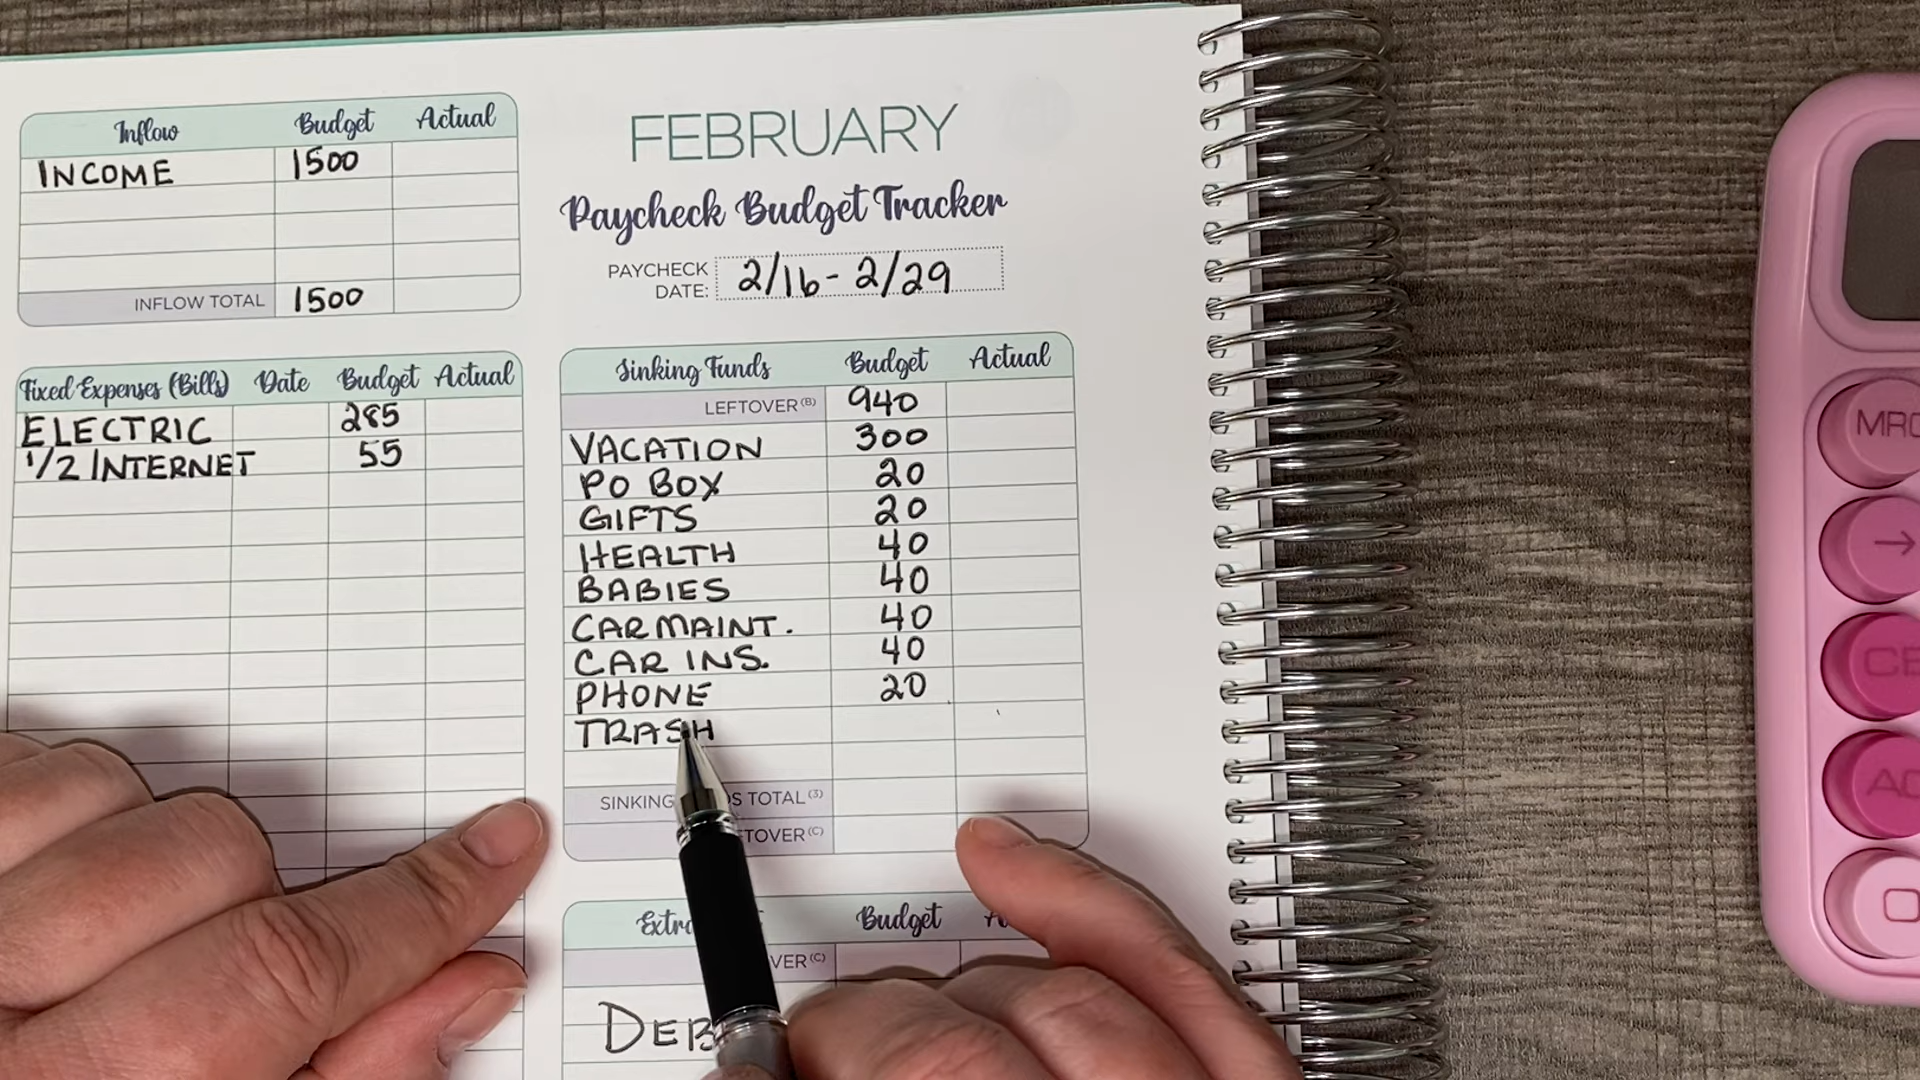 Inflow Budget Actual
INCOME 1500
INFLOW TOTAL 1500
FEBRUARY
Paycheck Budget Tracker
PAYCHECK DATE: 2/16 - 2/29
Fixed Expenses (Bills) Date Budget Actual
ELECTRIC 285
1/2 INTERNET 55
Sinking Funds Budget Actual
LEFTOVER (B) 940
VACATION 300
PO BOX 20
GIFTS 20
HEALTH 40
BABIES 40
CAR MAINT. 40
CAR INS. 40
PHONE 20
TRASH
SINKING TOTAL (3)
(C)
Budget
(C)
MRC
→
CE